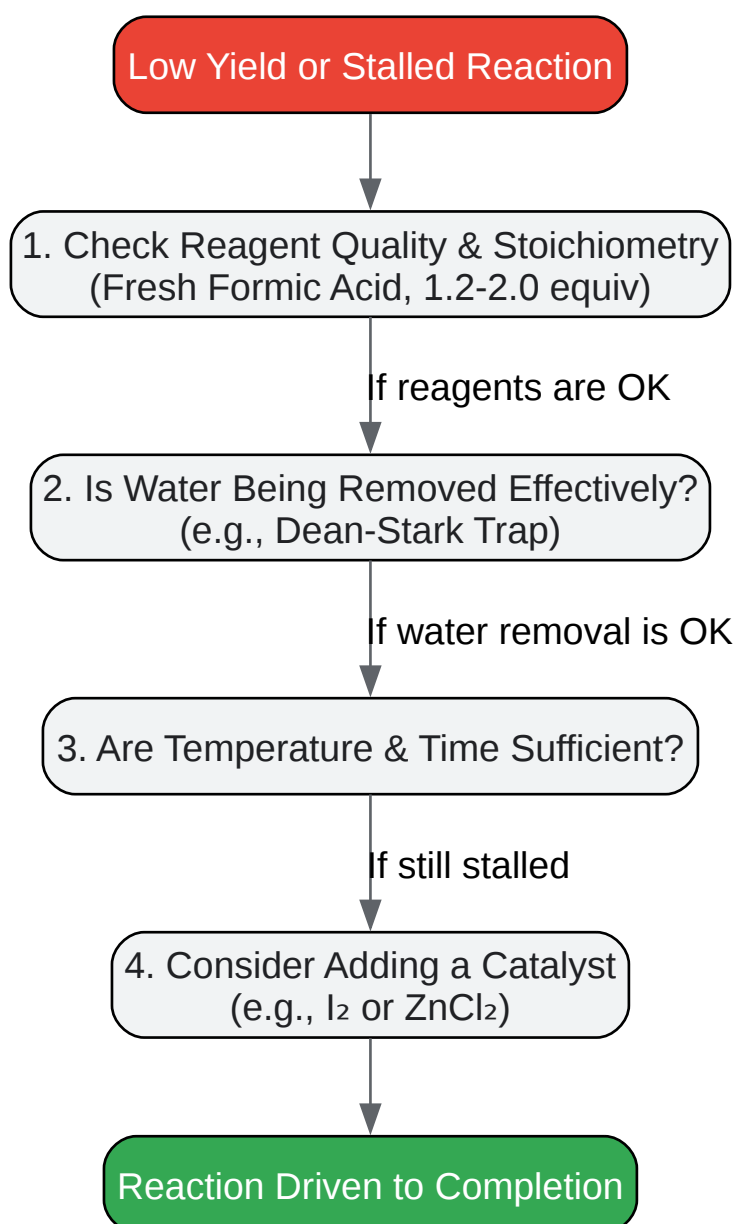 Low Yield or Stalled Reaction
1. Check Reagent Quality & Stoichiometry
(Fresh Formic Acid, 1.2-2.0 equiv)
If reagents are OK
2. Is Water Being Removed Effectively?
(e.g., Dean-Stark Trap)
If water removal is OK
3. Are Temperature & Time Sufficient?
If still stalled
4. Consider Adding a Catalyst
(e.g., I₂ or ZnCl₂)
Reaction Driven to Completion